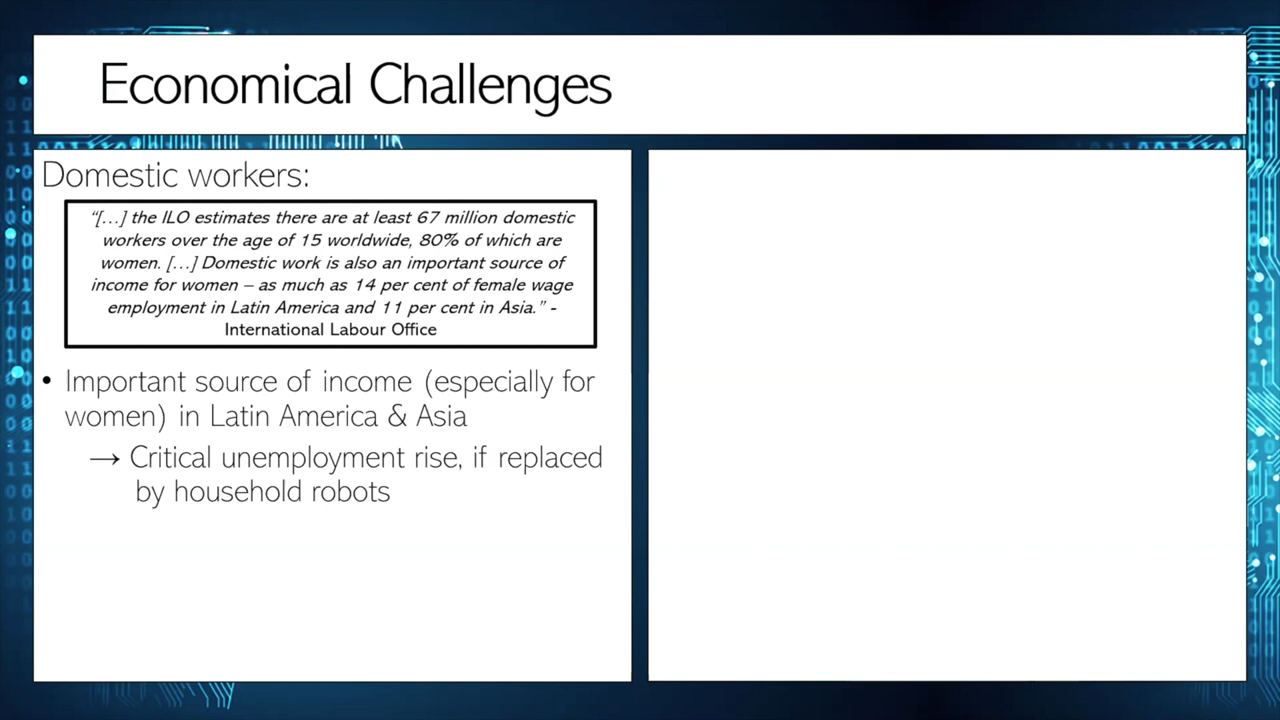 Economical Challenges
Domestic workers:
“[…] the ILO estimates there are at least 67 million domestic
workers over the age of 15 worldwide, 80% of which are
women. […] Domestic work is also an important source of
income for women – as much as 14 per cent of female wage
employment in Latin America and 11 per cent in Asia.” -
International Labour Office
• Important source of income (especially for
women) in Latin America & Asia
→ Critical unemployment rise, if replaced
by household robots